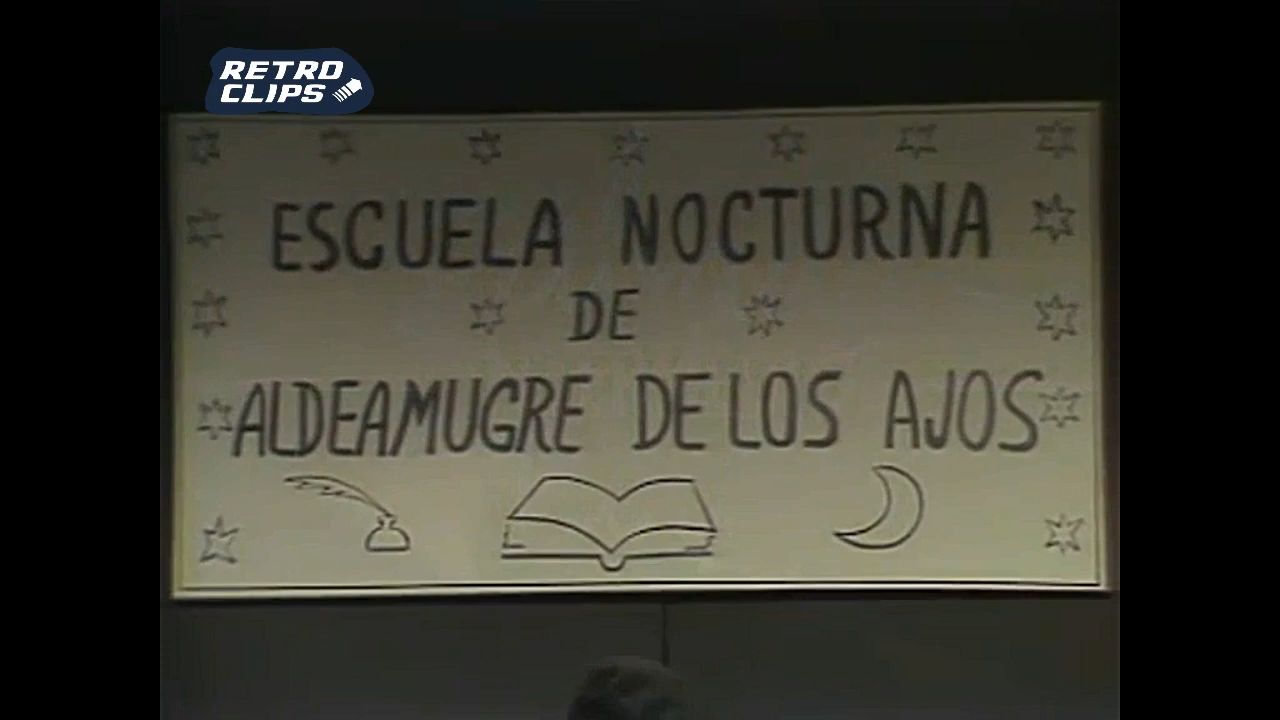 RETRO
CLIPS
ESCUELA NOCTURNA
DE
ALDEAMUGRE DE LOS AJOS